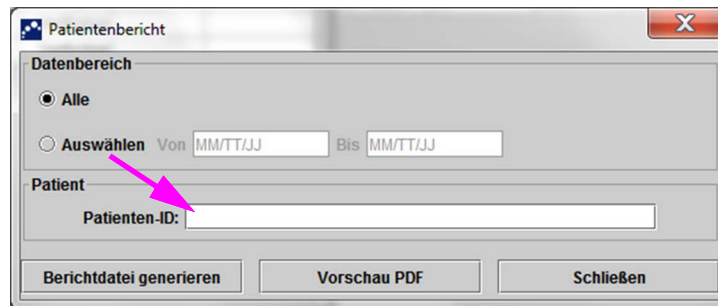 Patientenbericht
Datenbereich
Alle
Auswählen Von MM/TT/JJ Bis MM/TT/JJ
Patient
Patienten-ID:
Berichtdatei generieren Vorschau PDF Schließen